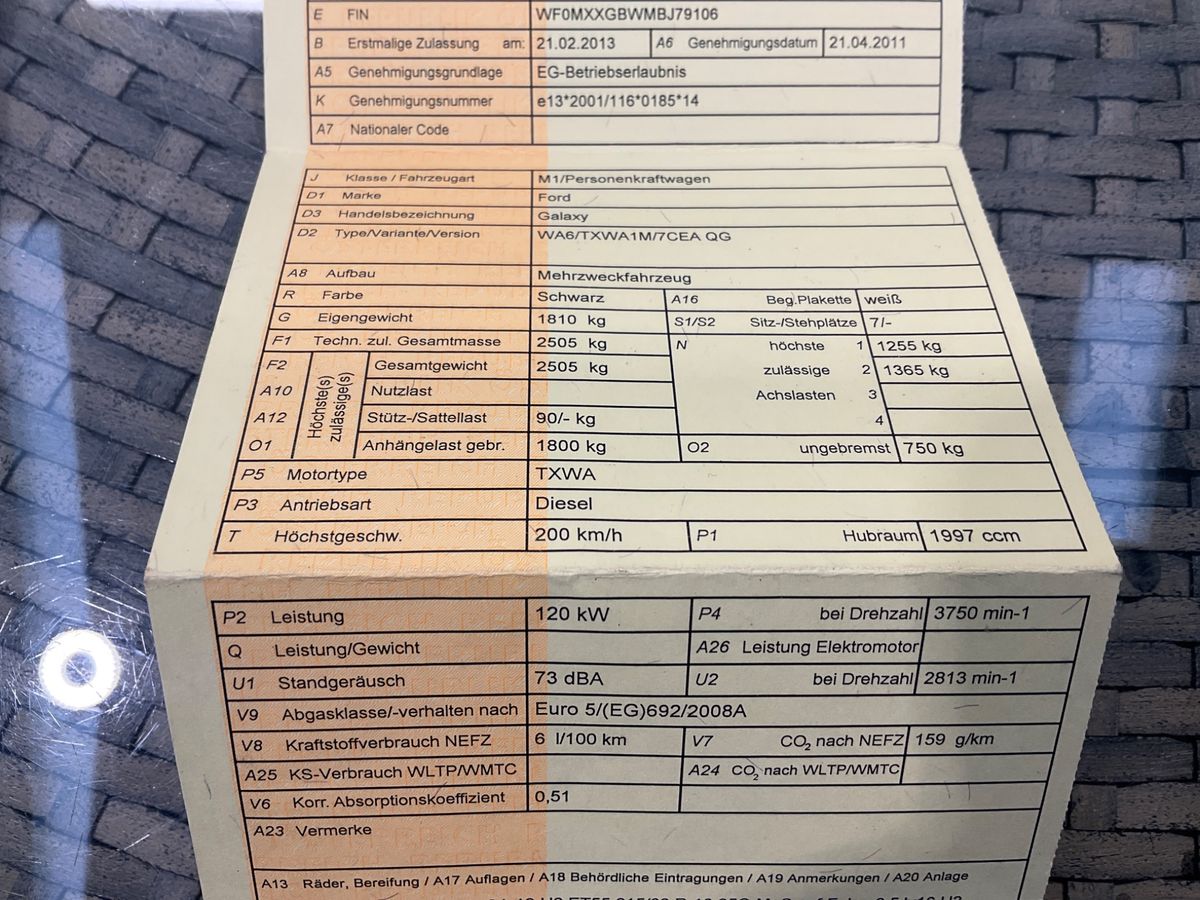 E FIN WF0MXXGBWMBJ79106
B Erstmalige Zulassung am: 21.02.2013 A6 Genehmigungsdatum 21.04.2011
A5 Genehmigungsgrundlage EG-Betriebserlaubnis
K Genehmigungsnummer e13*2001/116*0185*14
A7 Nationaler Code
J Klasse / Fahrzeugart M1/Personenkraftwagen
D1 Marke Ford
D3 Handelsbezeichnung Galaxy
D2 Type/Variante/Version WA6/TXWA1M/7CEA QG
A8 Aufbau Mehrzweckfahrzeug
R Farbe Schwarz A16 Beg.Plakette weiß
G Eigengewicht 1810 kg S1/S2 Sitz-/Stehplätze 7/-
F1 Techn. zul. Gesamtmasse 2505 kg N höchste 1 1255 kg
F2 Höchste(s) zulässige(s) Gesamtgewicht 2505 kg zulässige 2 1365 kg
A10 Nutzlast Achslasten 3
A12 Stütz-/Sattellast 90/- kg 4
O1 Anhängelast gebr. 1800 kg O2 ungebremst 750 kg
P5 Motortype TXWA
P3 Antriebsart Diesel
T Höchstgeschw. 200 km/h P1 Hubraum 1997 ccm
P2 Leistung 120 kW P4 bei Drehzahl 3750 min-1
Q Leistung/Gewicht A26 Leistung Elektromotor
U1 Standgeräusch 73 dBA U2 bei Drehzahl 2813 min-1
V9 Abgasklasse/-verhalten nach Euro 5/(EG)692/2008A
V8 Kraftstoffverbrauch NEFZ 6 l/100 km V7 CO2 nach NEFZ 159 g/km
A25 KS-Verbrauch WLTP/WMTC A24 CO2 nach WLTP/WMTC
V6 Korr. Absorptionskoeffizient 0,51
A23 Vermerke
A13 Räder, Bereifung / A17 Auflagen / A18 Behördliche Eintragungen / A19 Anmerkungen / A20 Anlage